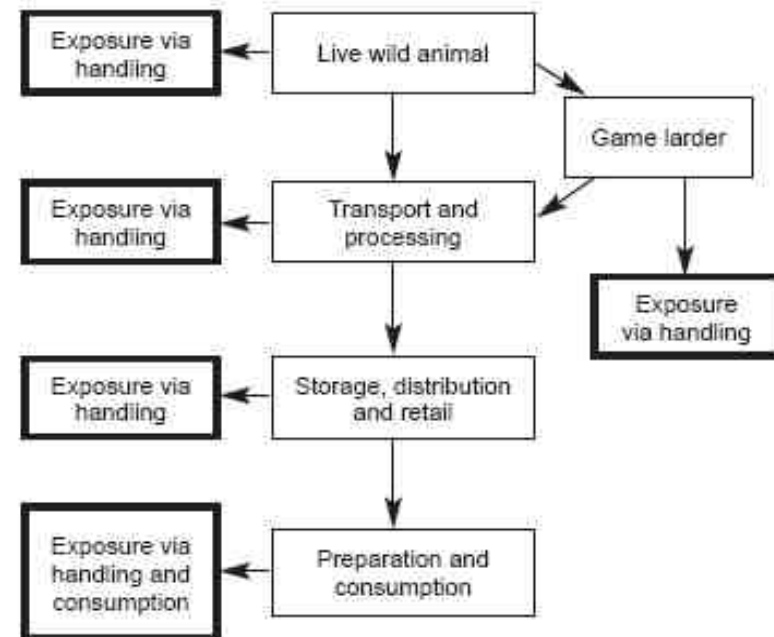 Exposure via
handling
Live wild animal
Game larder
Exposure via
handling
Transport and
processing
Exposure
via handling
Exposure via
handling
Storage, distribution
and retail
Exposure via
handling and
consumption
Preparation and
consumption